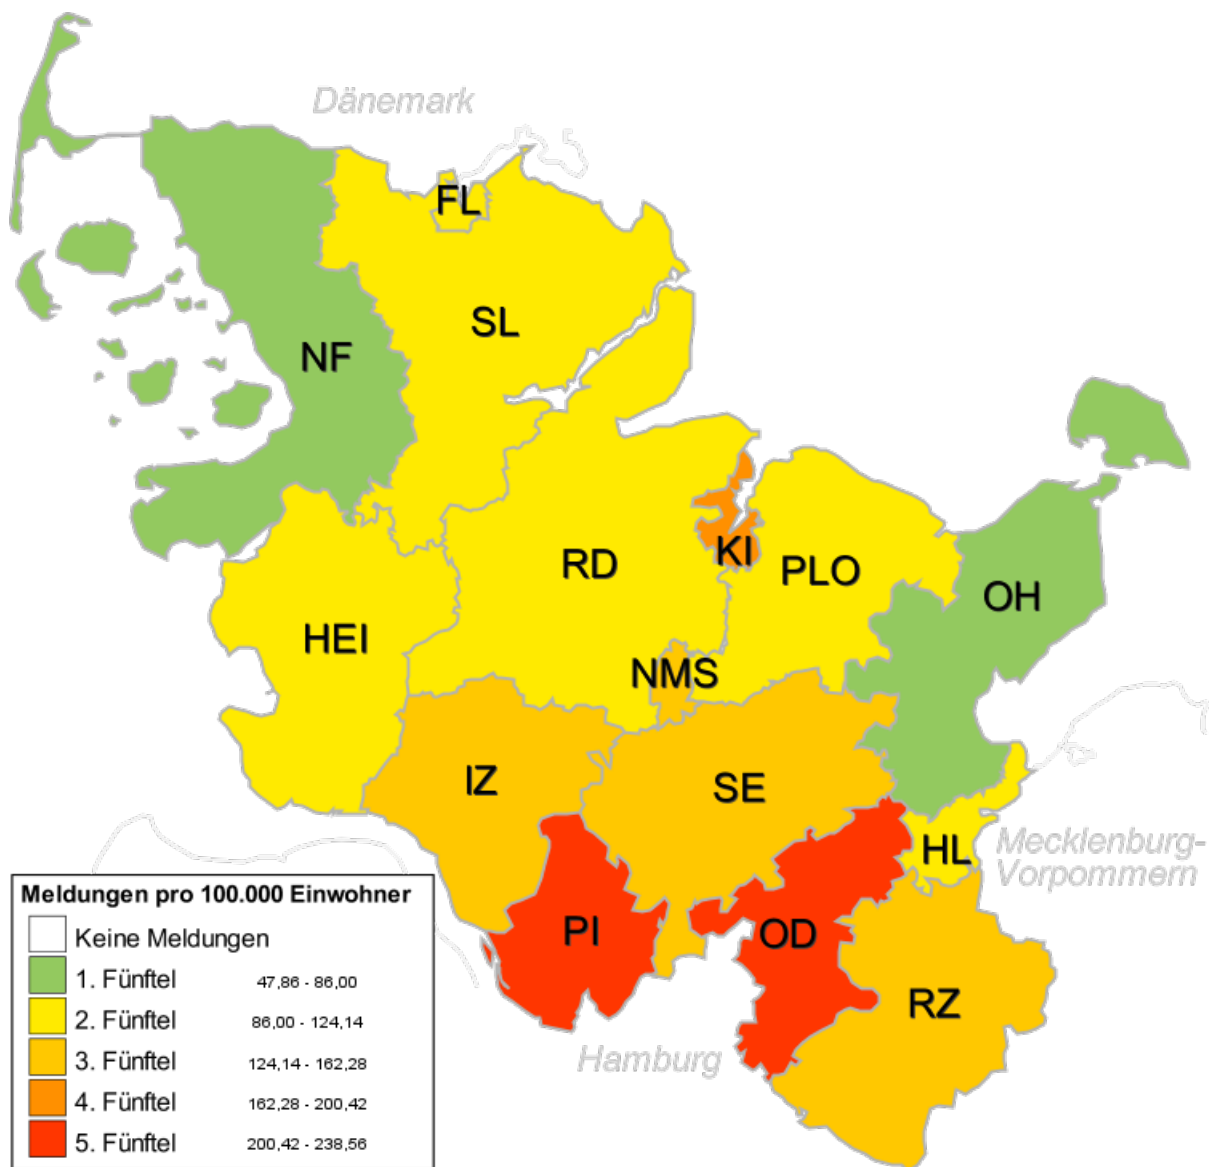 Dänemark
FL
SL
NF
KI
RD
PLO
OH
HEI
NMS
IZ
SE
HL
Mecklenburg-
Vorpommern
PI
OD
RZ
Hamburg
Meldungen pro 100.000 Einwohner
Keine Meldungen
1. Fünftel 47,86 - 86,00
2. Fünftel 86,00 - 124,14
3. Fünftel 124,14 - 162,28
4. Fünftel 162,28 - 200,42
5. Fünftel 200,42 - 238,56